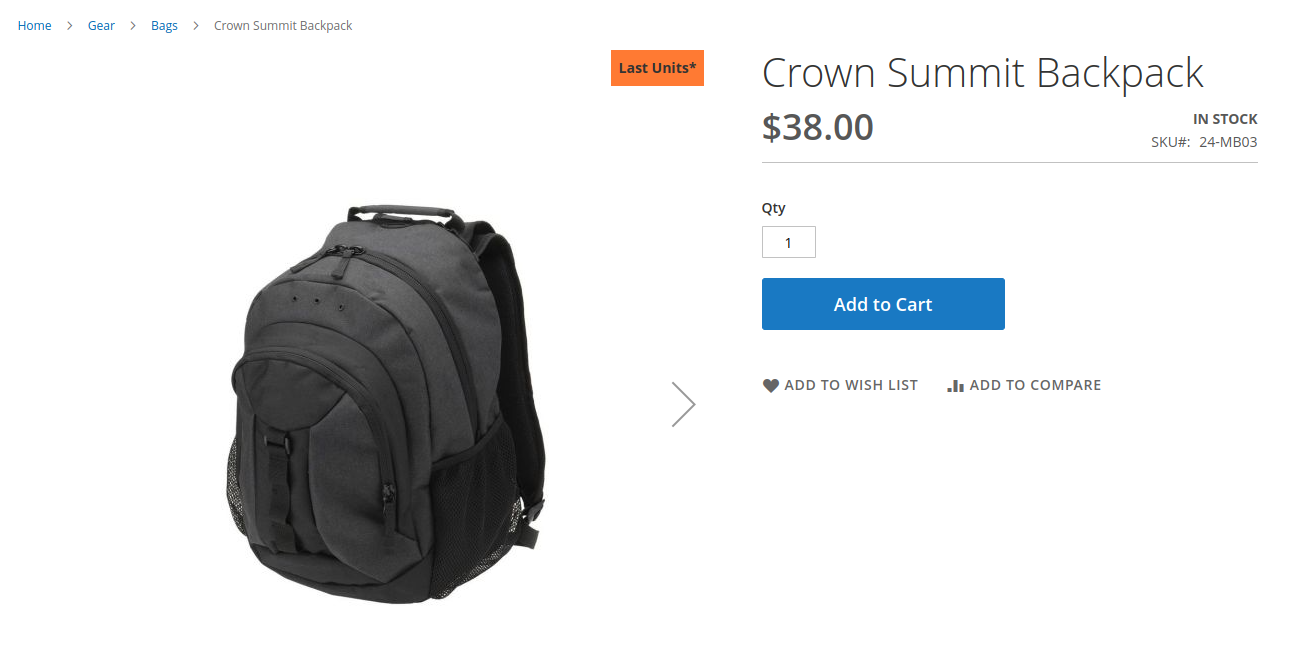 Home > Gear > Bags > Crown Summit Backpack
Last Units*
Crown Summit Backpack
$38.00
IN STOCK
SKU#: 24-MB03
Qty
1
Add to Cart
ADD TO WISH LIST
ADD TO COMPARE